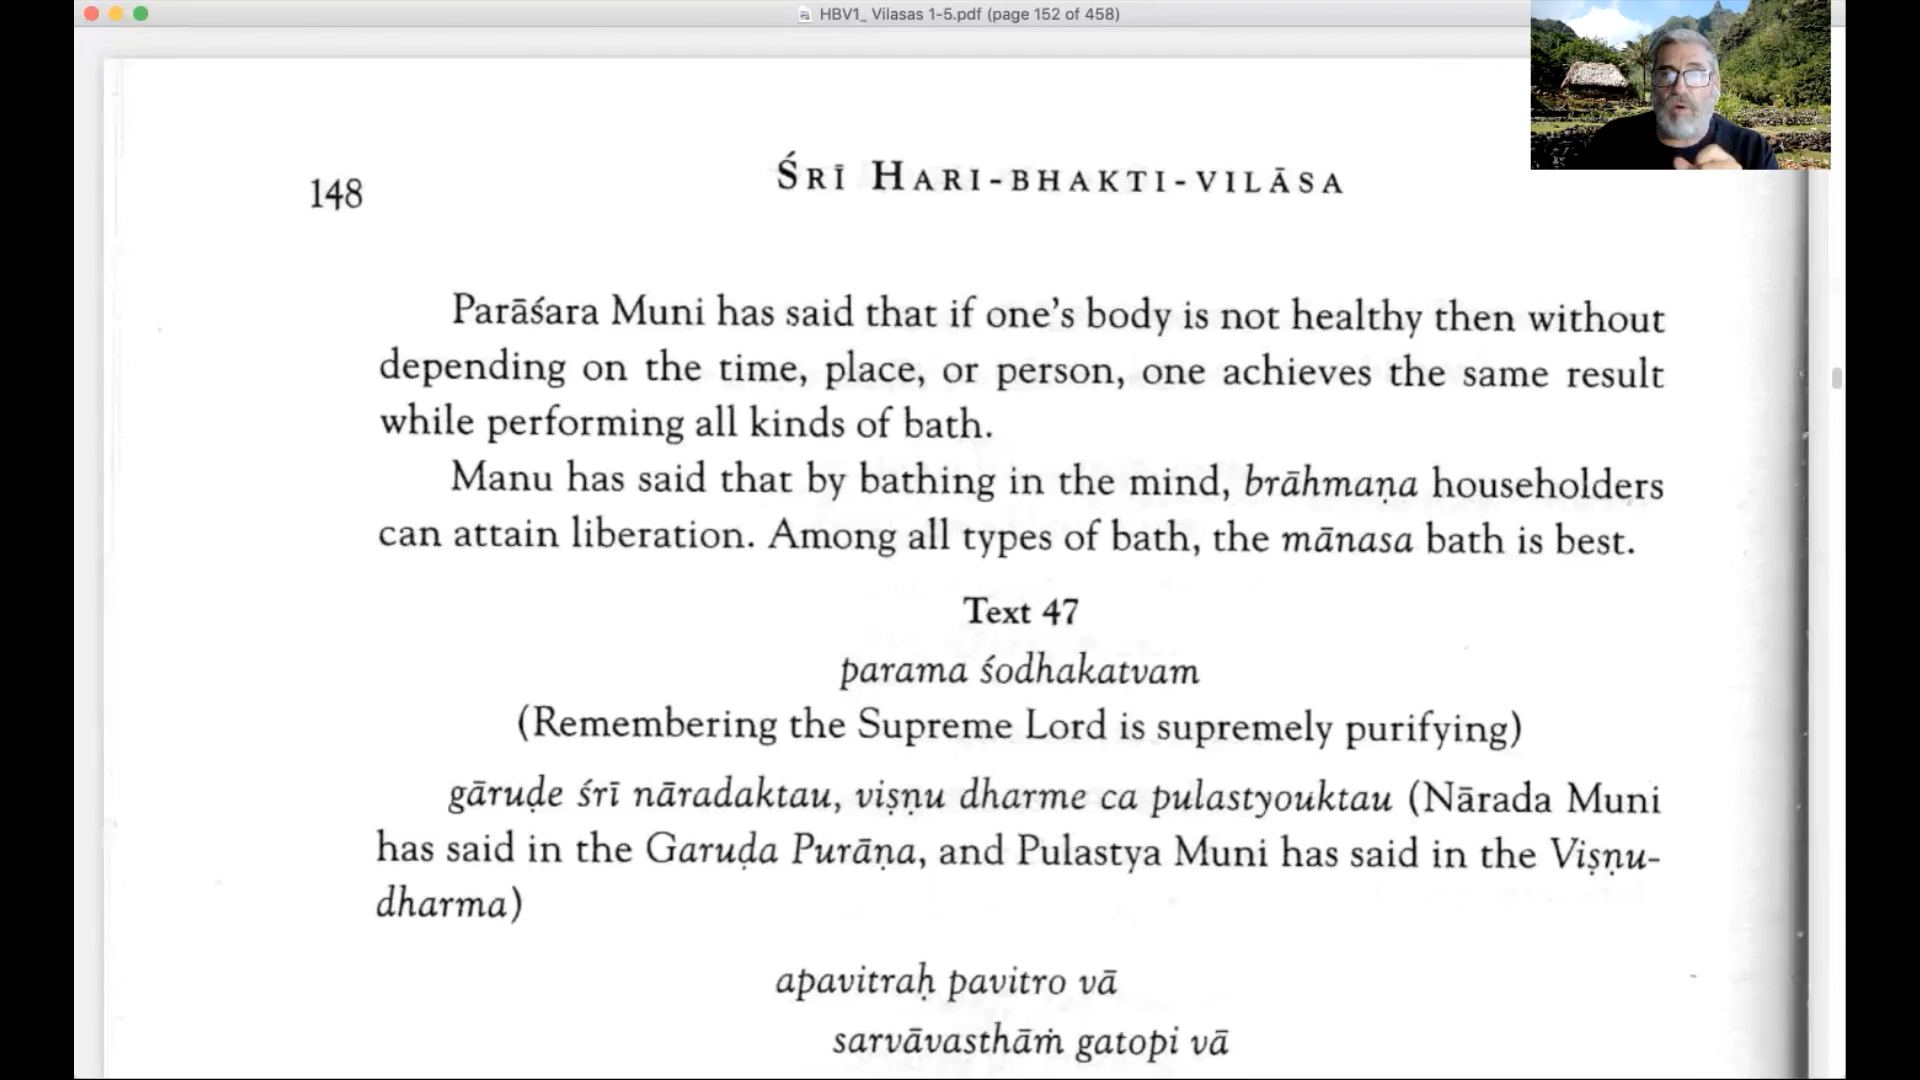 HBV1_ Vilasas 1-5.pdf (page 152 of 458)
148
ŚRĪ HARI-BHAKTI-VILĀSA
Parāśara Muni has said that if one's body is not healthy then without
depending on the time, place, or person, one achieves the same result
while performing all kinds of bath.
Manu has said that by bathing in the mind, brāhmaṇa householders
can attain liberation. Among all types of bath, the mānasa bath is best.
Text 47
parama śodhakatvam
(Remembering the Supreme Lord is supremely purifying)
gāruḍe śrī nāradaktau, viṣṇu dharme ca pulastyouktau (Nārada Muni
has said in the Garuḍa Purāṇa, and Pulastya Muni has said in the Viṣṇu-
dharma)
apavitraḥ pavitro vā
sarvāvasthāṁ gatopi vā